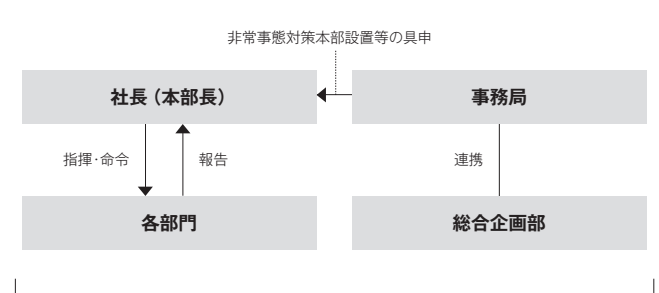 非常事態対策本部設置等の具申
社長（本部長）
事務局
指揮・命令
報告
連携
各部門
総合企画部